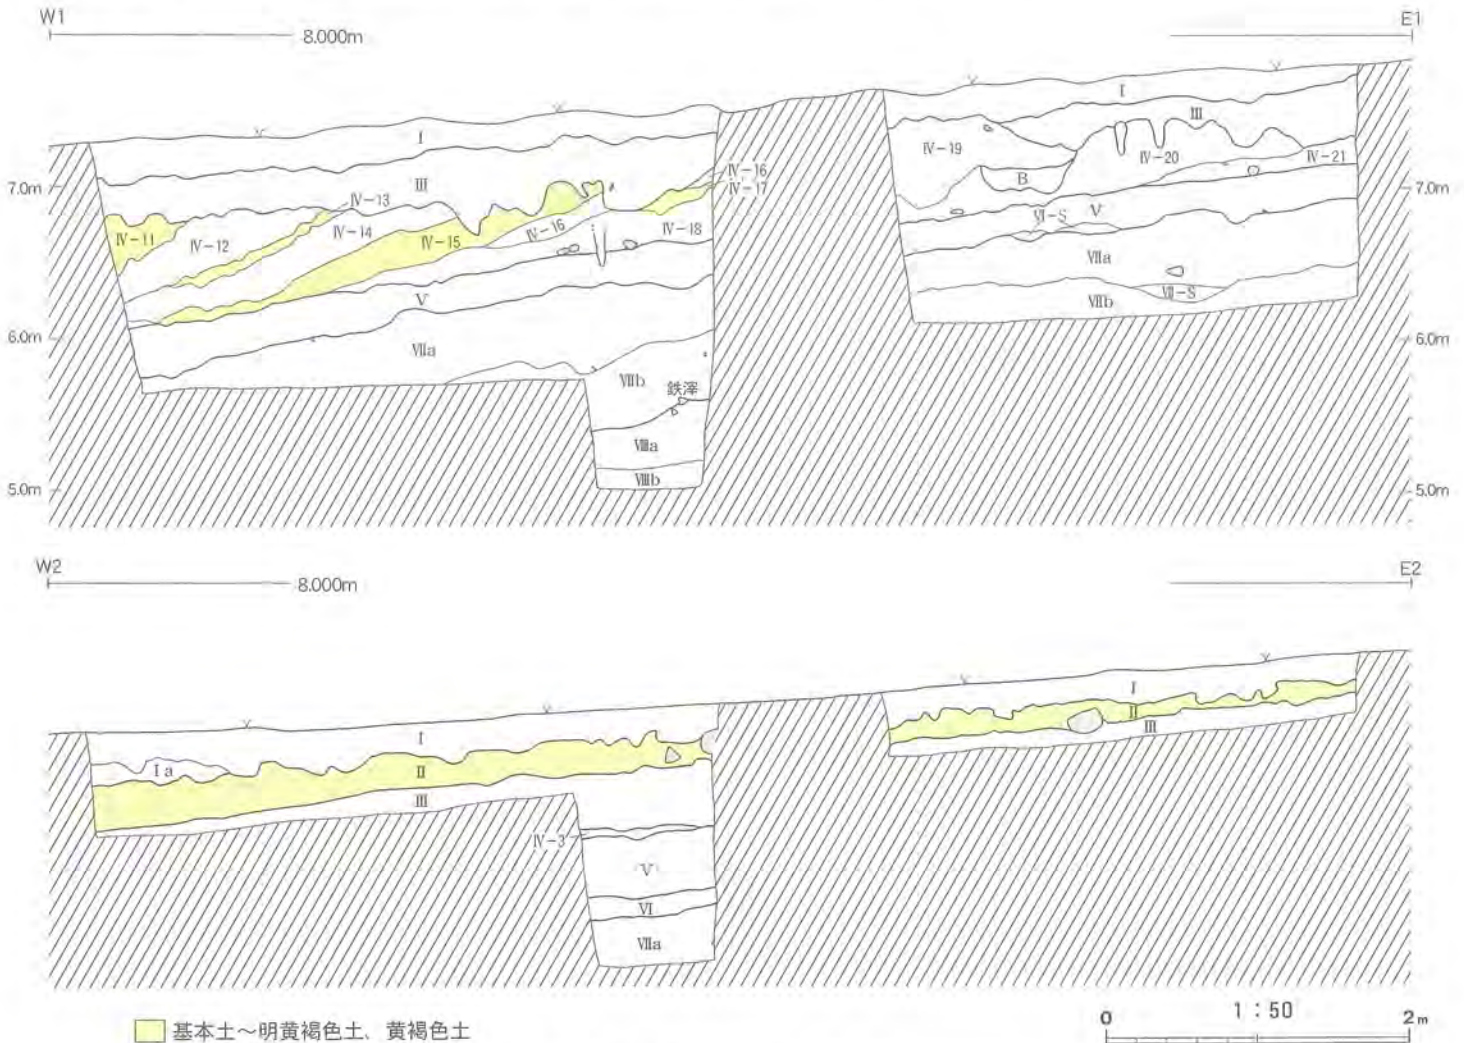 W1
E1
8.000m
I
I
III
III
IV-19
IV-20
IV-21
IV-16
IV-17
7.0m
7.0m
IV-13
B
IV-11
IV-12
IV-14
IV-15
IV-16
IV-18
V
VI-S
V
VIIa
VII-S
VIIb
6.0m
6.0m
VIIa
VIIb
鉄滓
VIIIa
VIIIb
5.0m
5.0m
W2
E2
8.000m
I
II
III
I
Ia
II
III
IV-3
V
VI
VIIa
基本土～明黄褐色土、黄褐色土
1:50
0
2m